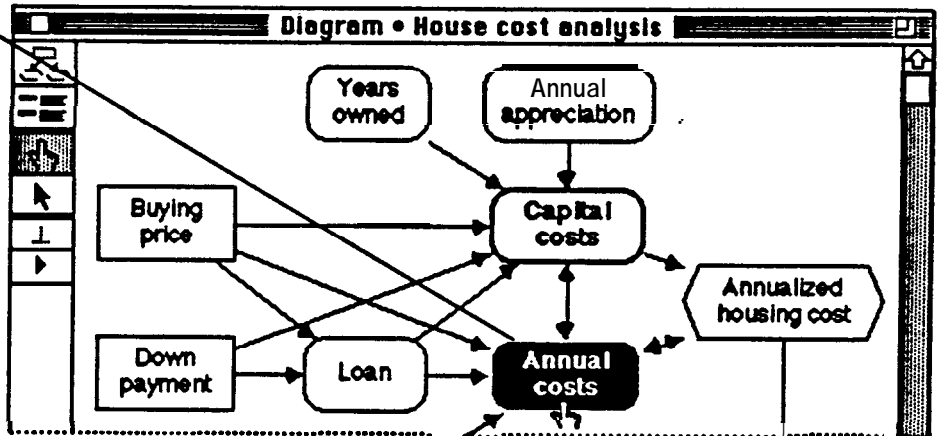 Diagram • House cost analysis
Years
owned
Annual
appreciation
Buying
price
Capital
costs
Annualized
housing cost
Down
payment
Loan
Annual
costs